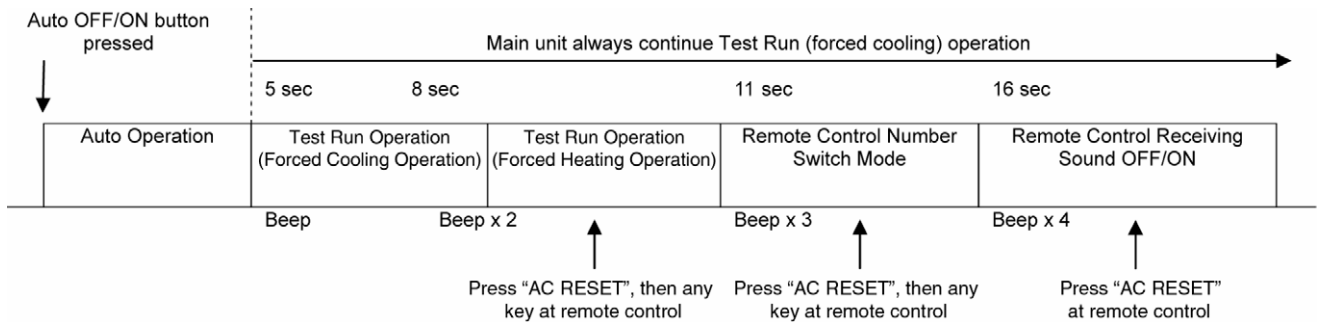 Auto OFF/ON button
pressed
Main unit always continue Test Run (forced cooling) operation
5 sec
8 sec
11 sec
16 sec
Auto Operation
Test Run Operation
(Forced Cooling Operation)
Test Run Operation
(Forced Heating Operation)
Remote Control Number
Switch Mode
Remote Control Receiving
Sound OFF/ON
Beep
Beep x 2
Beep x 3
Beep x 4
Press “AC RESET”, then any
key at remote control
Press “AC RESET”, then any
key at remote control
Press “AC RESET”
at remote control